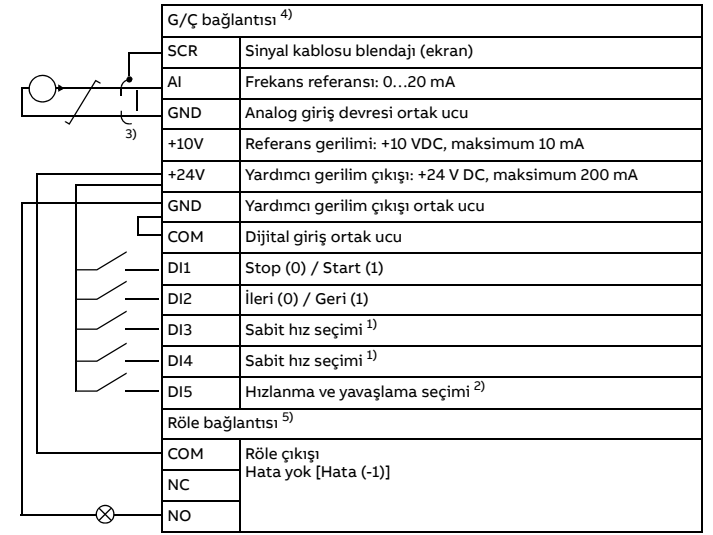 G/Ç bağlantısı 4)
SCR Sinyal kablosu blendajı (ekran)
AI Frekans referansı: 0…20 mA
GND Analog giriş devresi ortak ucu
3)
+10V Referans gerilimi: +10 VDC, maksimum 10 mA
+24V Yardımcı gerilim çıkışı: +24 V DC, maksimum 200 mA
GND Yardımcı gerilim çıkışı ortak ucu
COM Dijital giriş ortak ucu
DI1 Stop (0) / Start (1)
DI2 İleri (0) / Geri (1)
DI3 Sabit hız seçimi 1)
DI4 Sabit hız seçimi 1)
DI5 Hızlanma ve yavaşlama seçimi 2)
Röle bağlantısı 5)
COM Röle çıkışı
Hata yok [Hata (-1)]
NC
NO